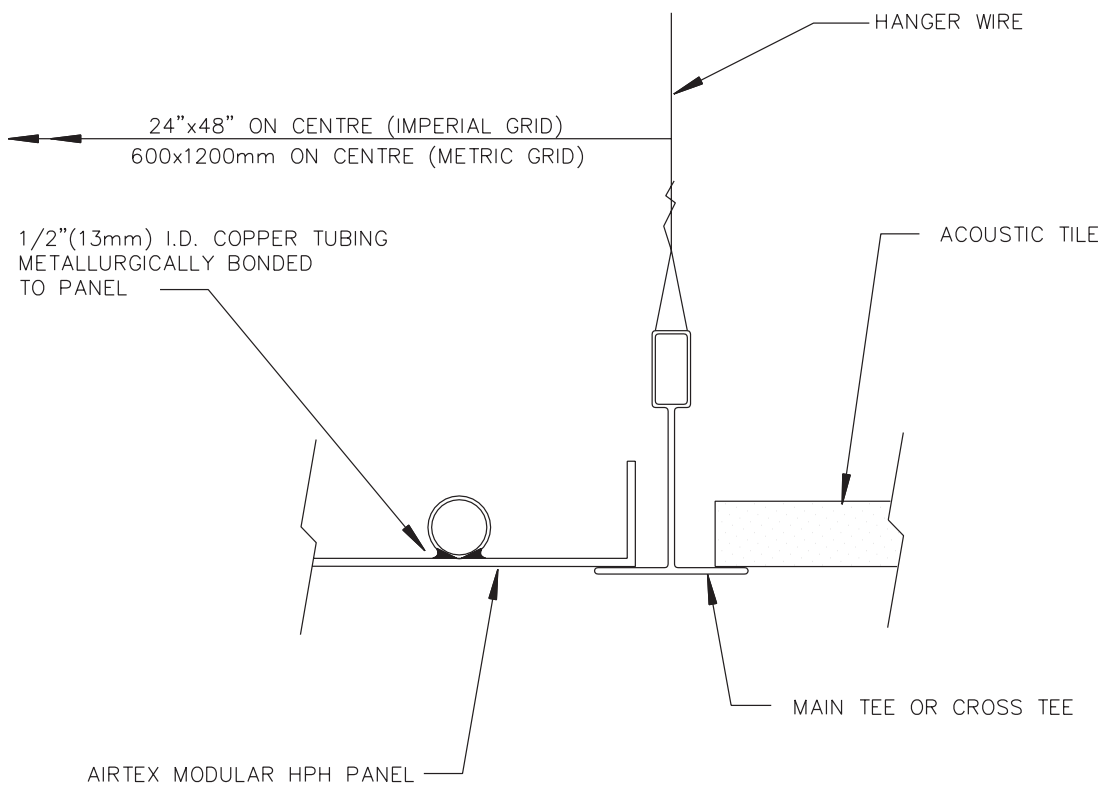 HANGER WIRE
24”x48” ON CENTRE (IMPERIAL GRID)
600x1200mm ON CENTRE (METRIC GRID)
1/2”(13mm) I.D. COPPER TUBING
METALLURGICALLY BONDED
TO PANEL
ACOUSTIC TILE
MAIN TEE OR CROSS TEE
AIRTEX MODULAR HPH PANEL